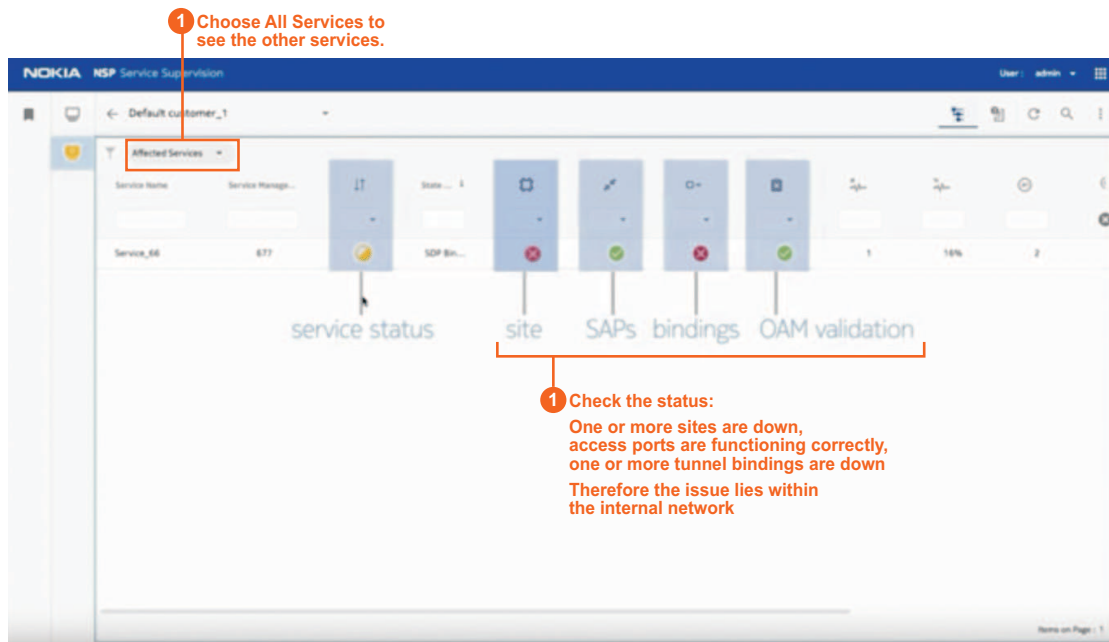 1 Choose All Services to
see the other services.
NOKIA NSP Service Supervision
User: admin
Default customer_1
Affected Services
Service Name Service Manage... State ...
Service_66 677 SDP Bin... 1 16% 2
service status site SAPs bindings OAM validation
1 Check the status:
One or more sites are down,
access ports are functioning correctly,
one or more tunnel bindings are down
Therefore the issue lies within
the internal network
Items on Page : 1